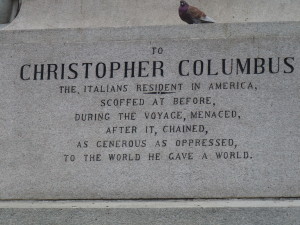 TO
CHRISTOPHER COLUMBUS
THE ITALIANS RESIDENT IN AMERICA,
SCOFFED AT BEFORE,
DURING THE VOYAGE, MENACED,
AFTER IT, CHAINED,
AS GENEROUS AS OPPRESSED,
TO THE WORLD HE GAVE A WORLD.